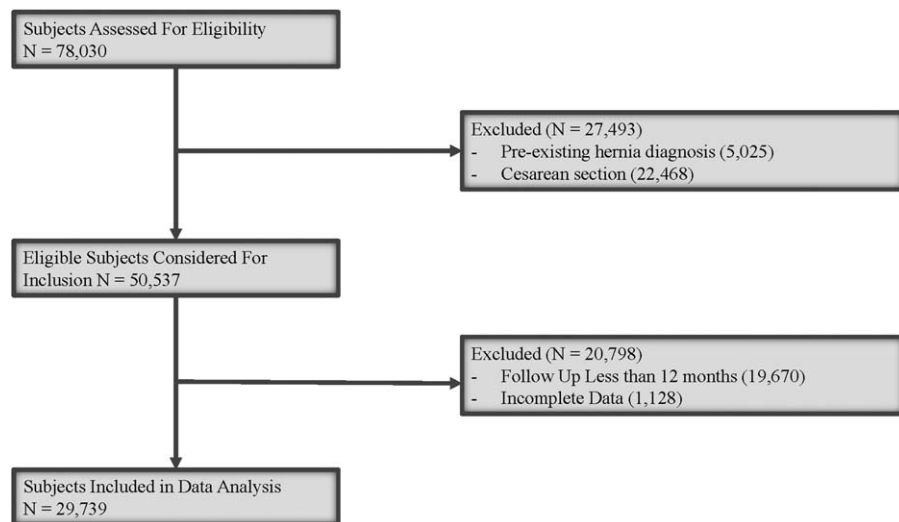 Subjects Assessed For Eligibility
N = 78,030
Excluded (N = 27,493)
- Pre-existing hernia diagnosis (5,025)
- Cesarean section (22,468)
Eligible Subjects Considered For
Inclusion N = 50,537
Excluded (N = 20,798)
- Follow Up Less than 12 months (19,670)
- Incomplete Data (1,128)
Subjects Included in Data Analysis
N = 29,739